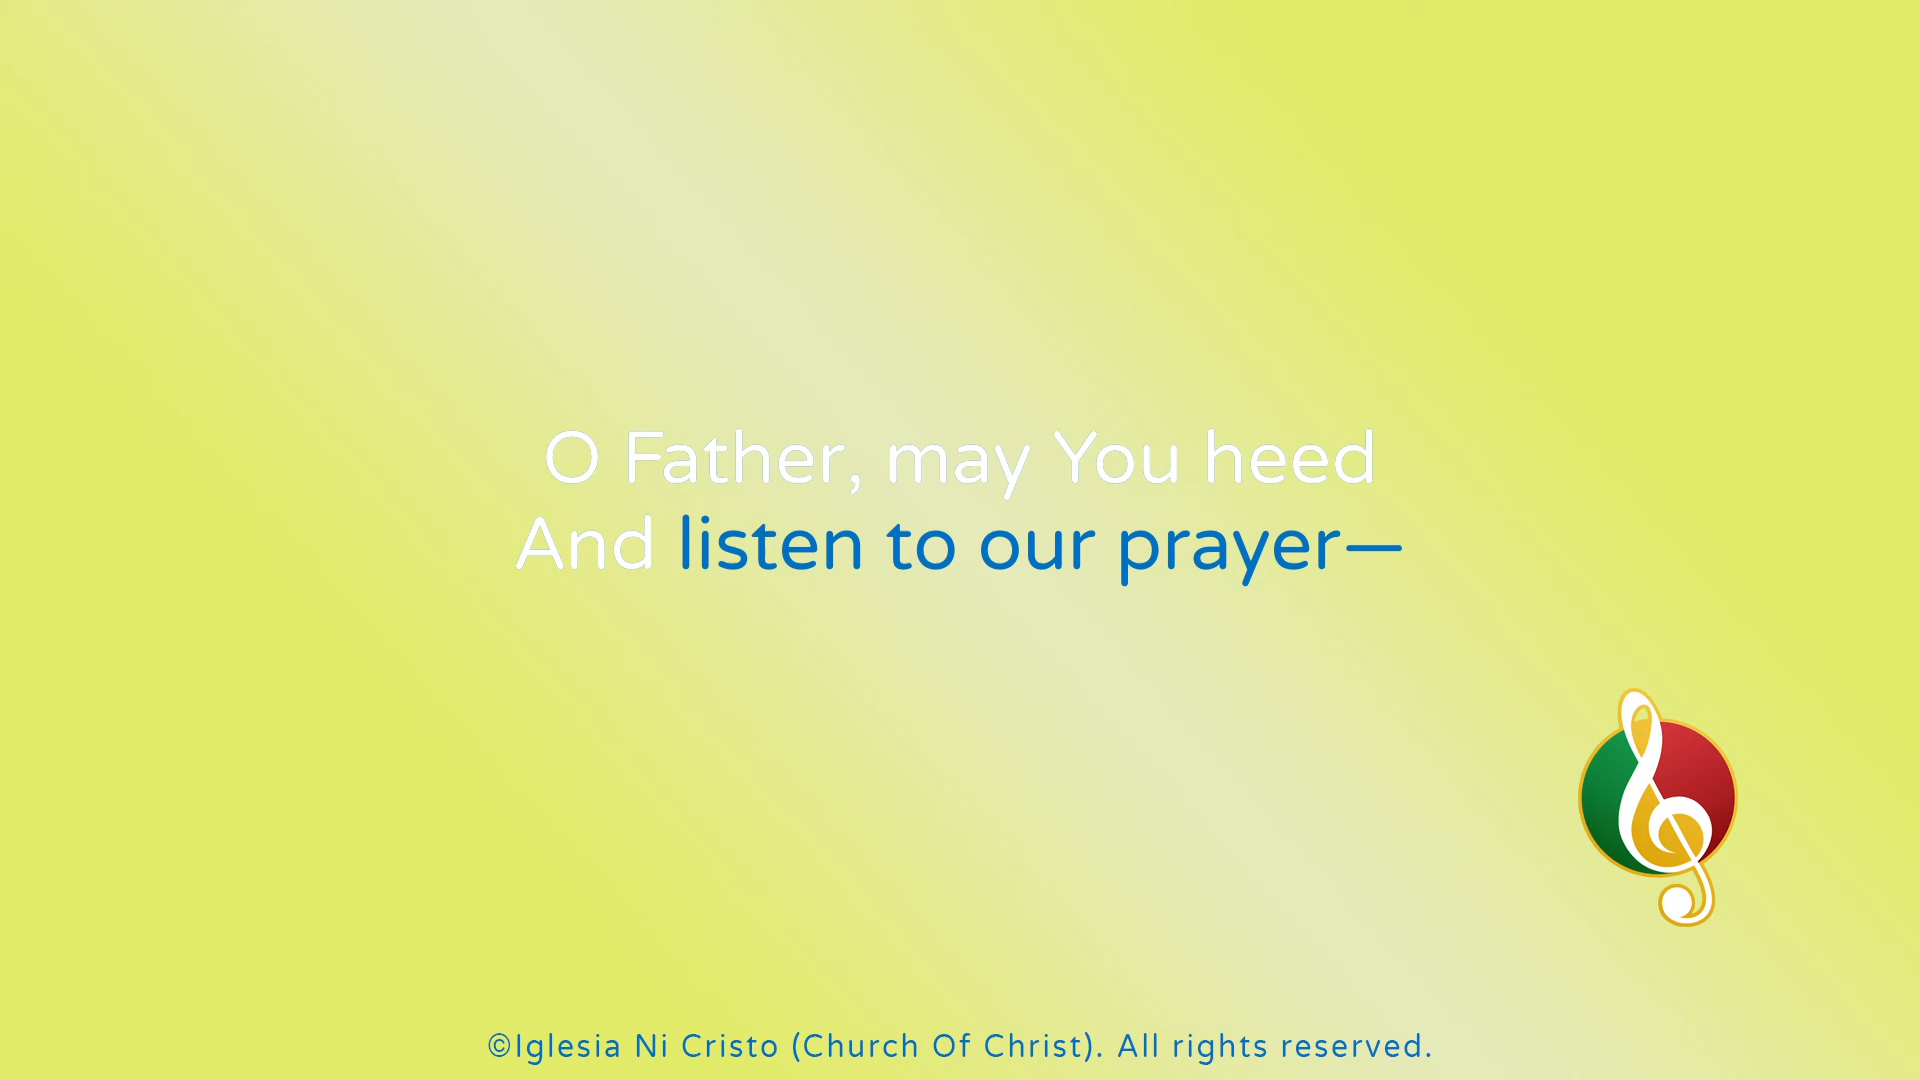 O Father, may You heed
And listen to our prayer—
©Iglesia Ni Cristo (Church Of Christ). All rights reserved.